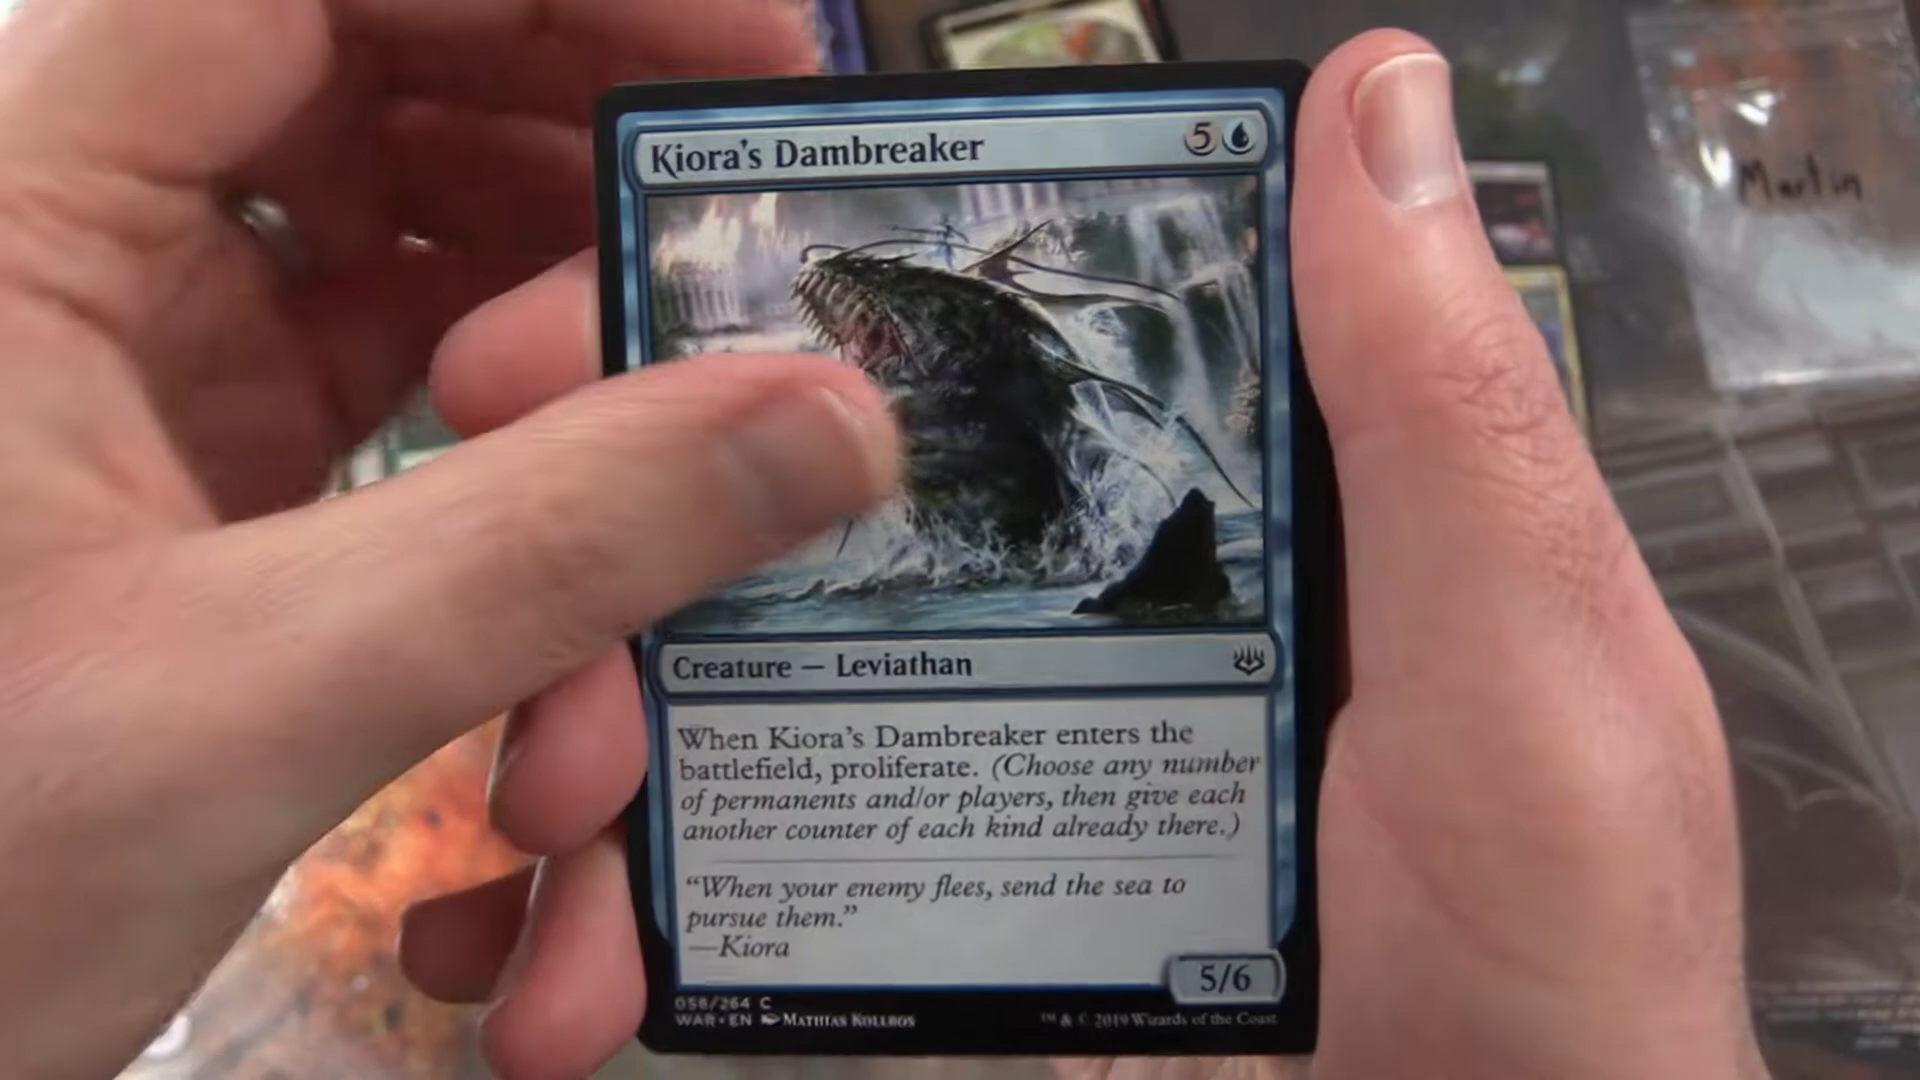 Kiora's Dambreaker
5
Martin
Creature — Leviathan
When Kiora's Dambreaker enters the
battlefield, proliferate. (Choose any number
of permanents and/or players, then give each
another counter of each kind already there.)
“When your enemy flees, send the sea to
pursue them.”
—Kiora
5/6
058/264 C
WAR • EN Mathias Kollros
™ & © 2019 Wizards of the Coast